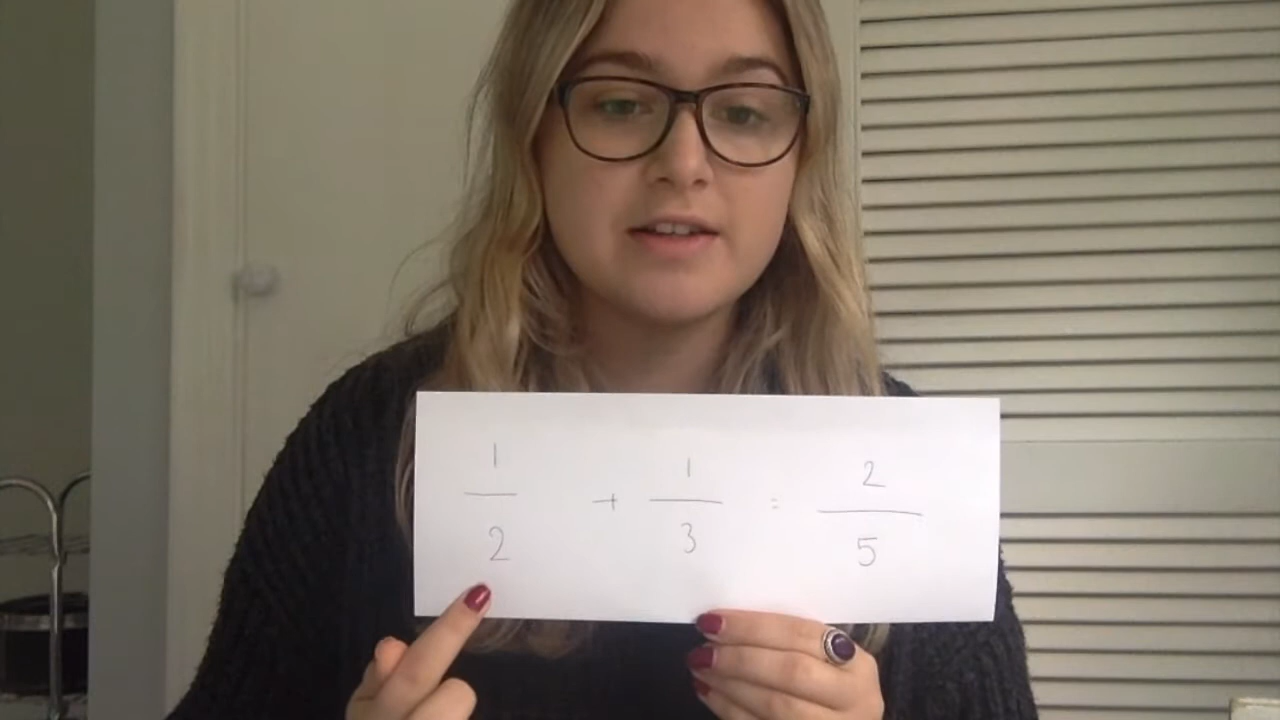 1/2 + 1/3 = 2/5